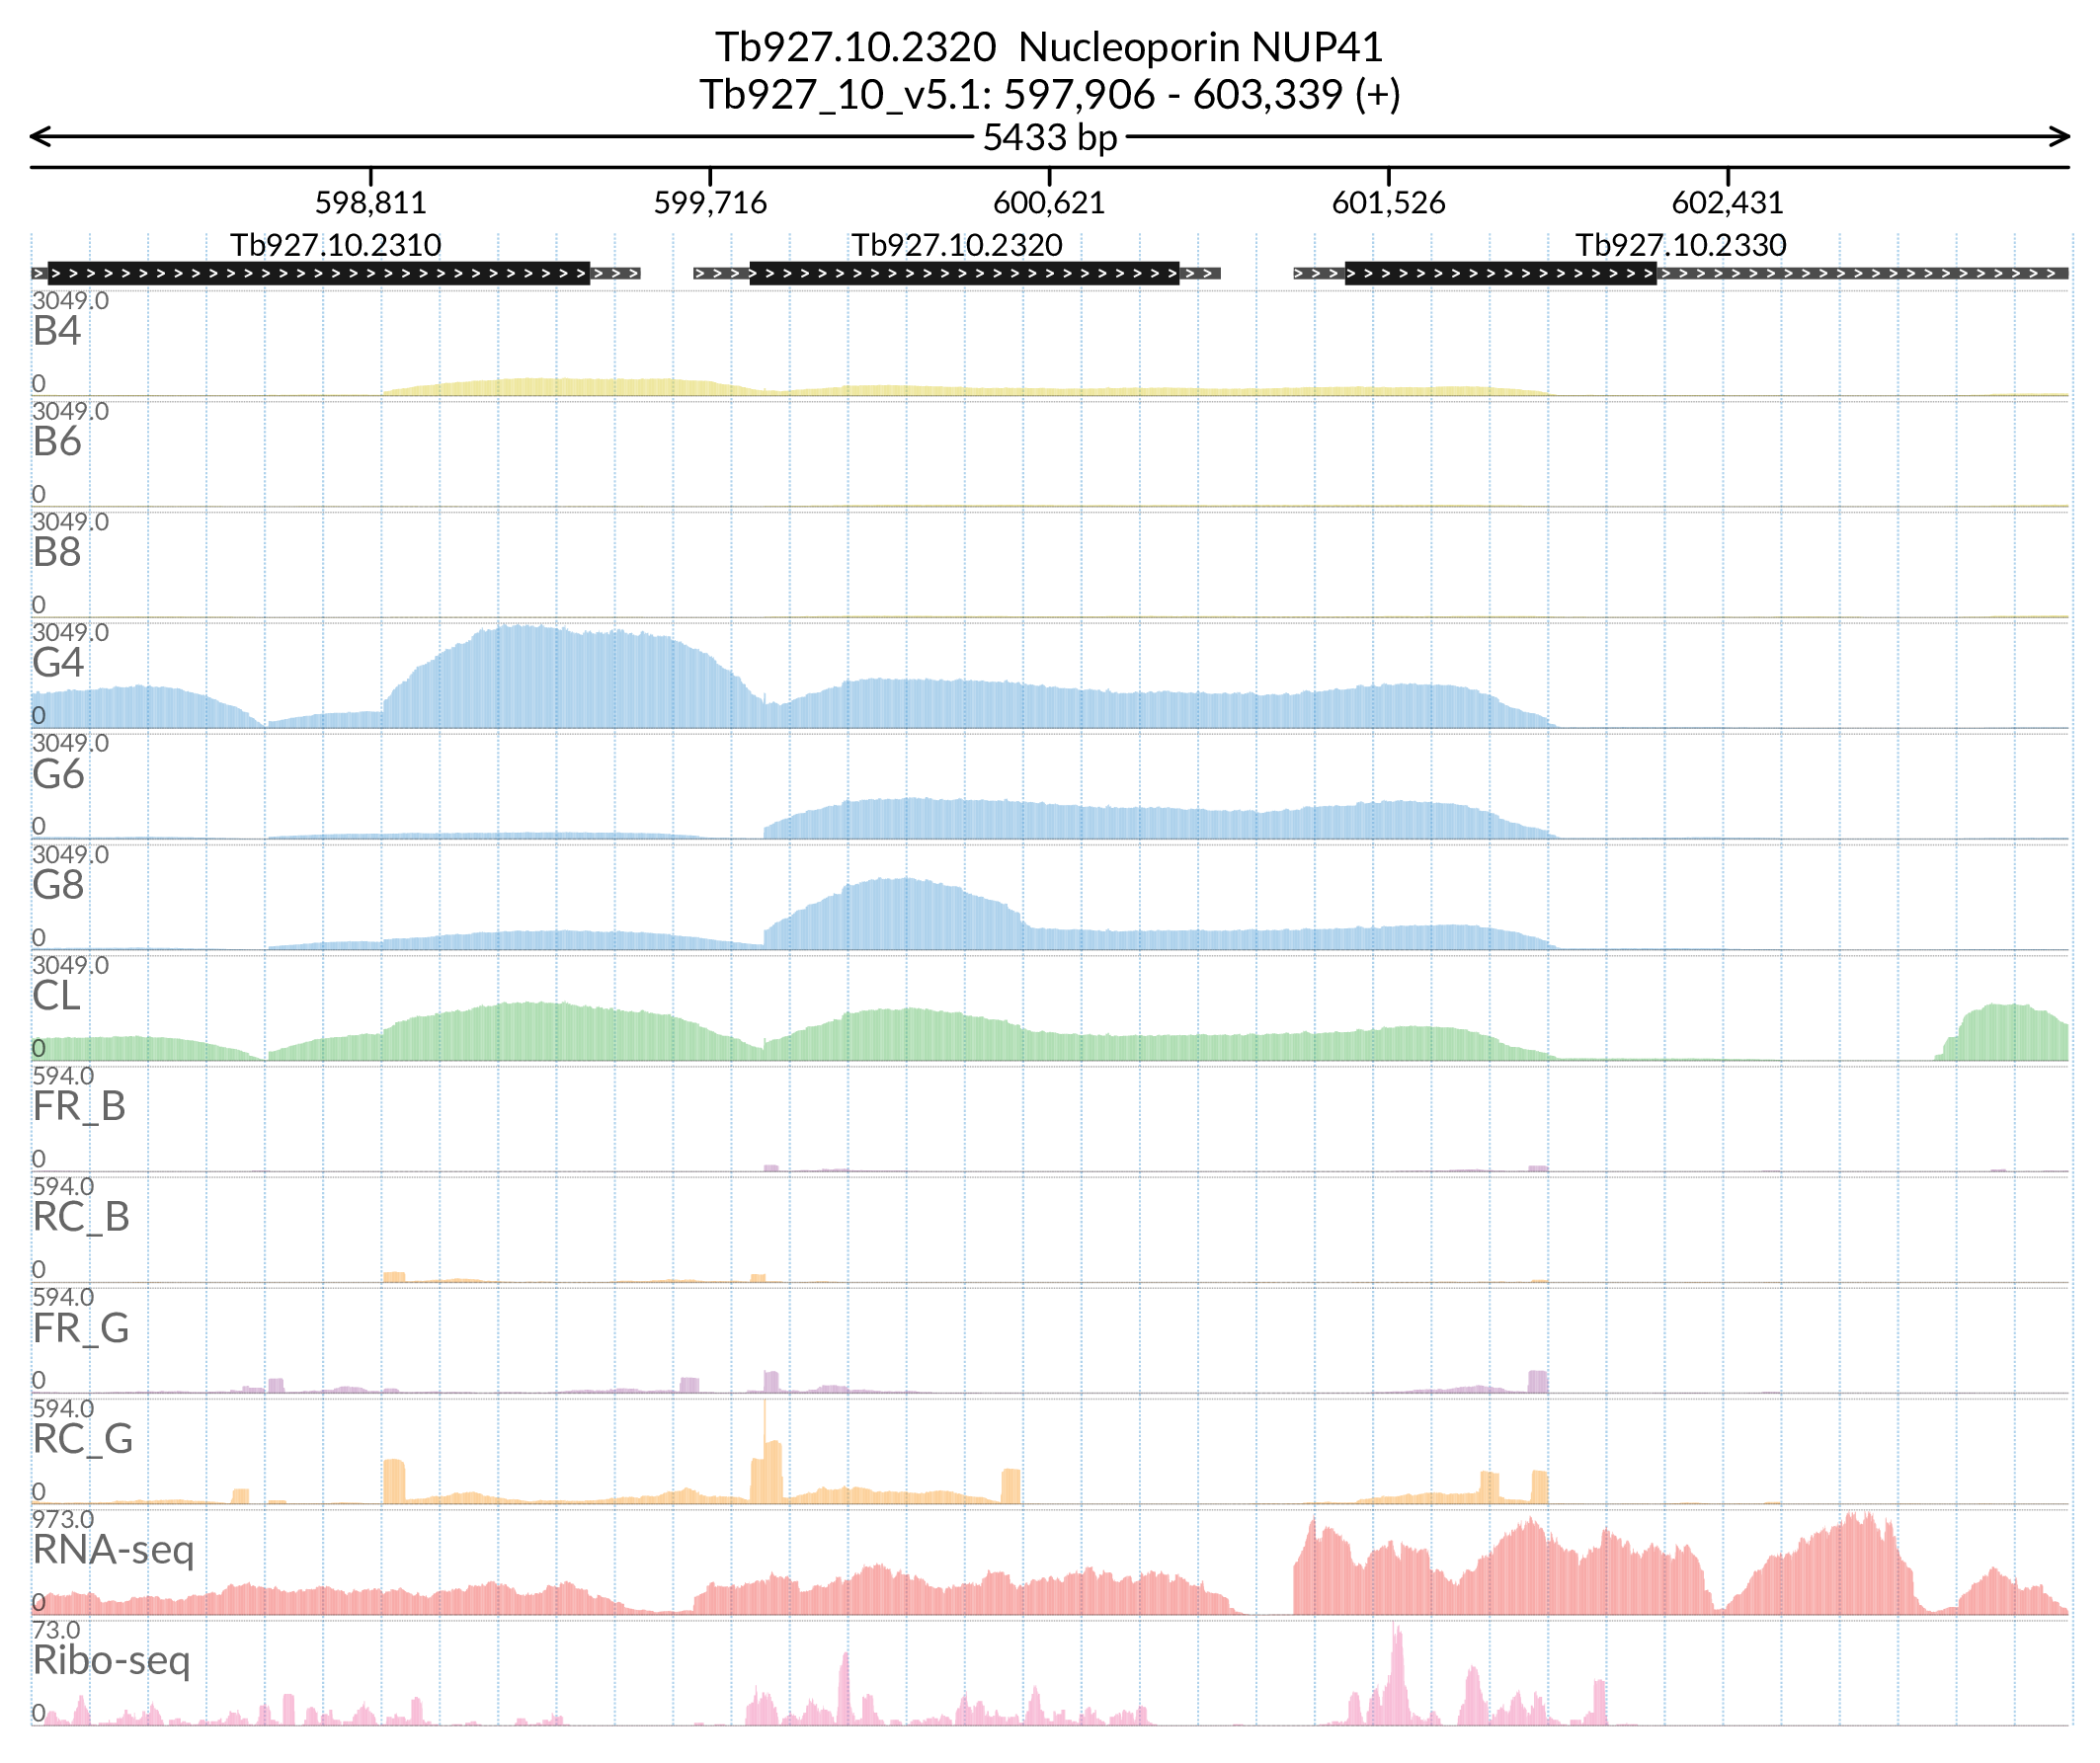 Tb927.10.2320  Nucleoporin NUP41
Tb927_10_v5.1: 597,906 - 603,339 (+)
5433 bp
598,811 599,716 600,621 601,526 602,431
Tb927.10.2310 Tb927.10.2320 Tb927.10.2330
3049.0
B4
0
3049.0
B6
0
3049.0
B8
0
3049.0
G4
0
3049.0
G6
0
3049.0
G8
0
3049.0
CL
0
594.0
FR_B
0
594.0
RC_B
0
594.0
FR_G
0
594.0
RC_G
0
973.0
RNA-seq
0
73.0
Ribo-seq
0